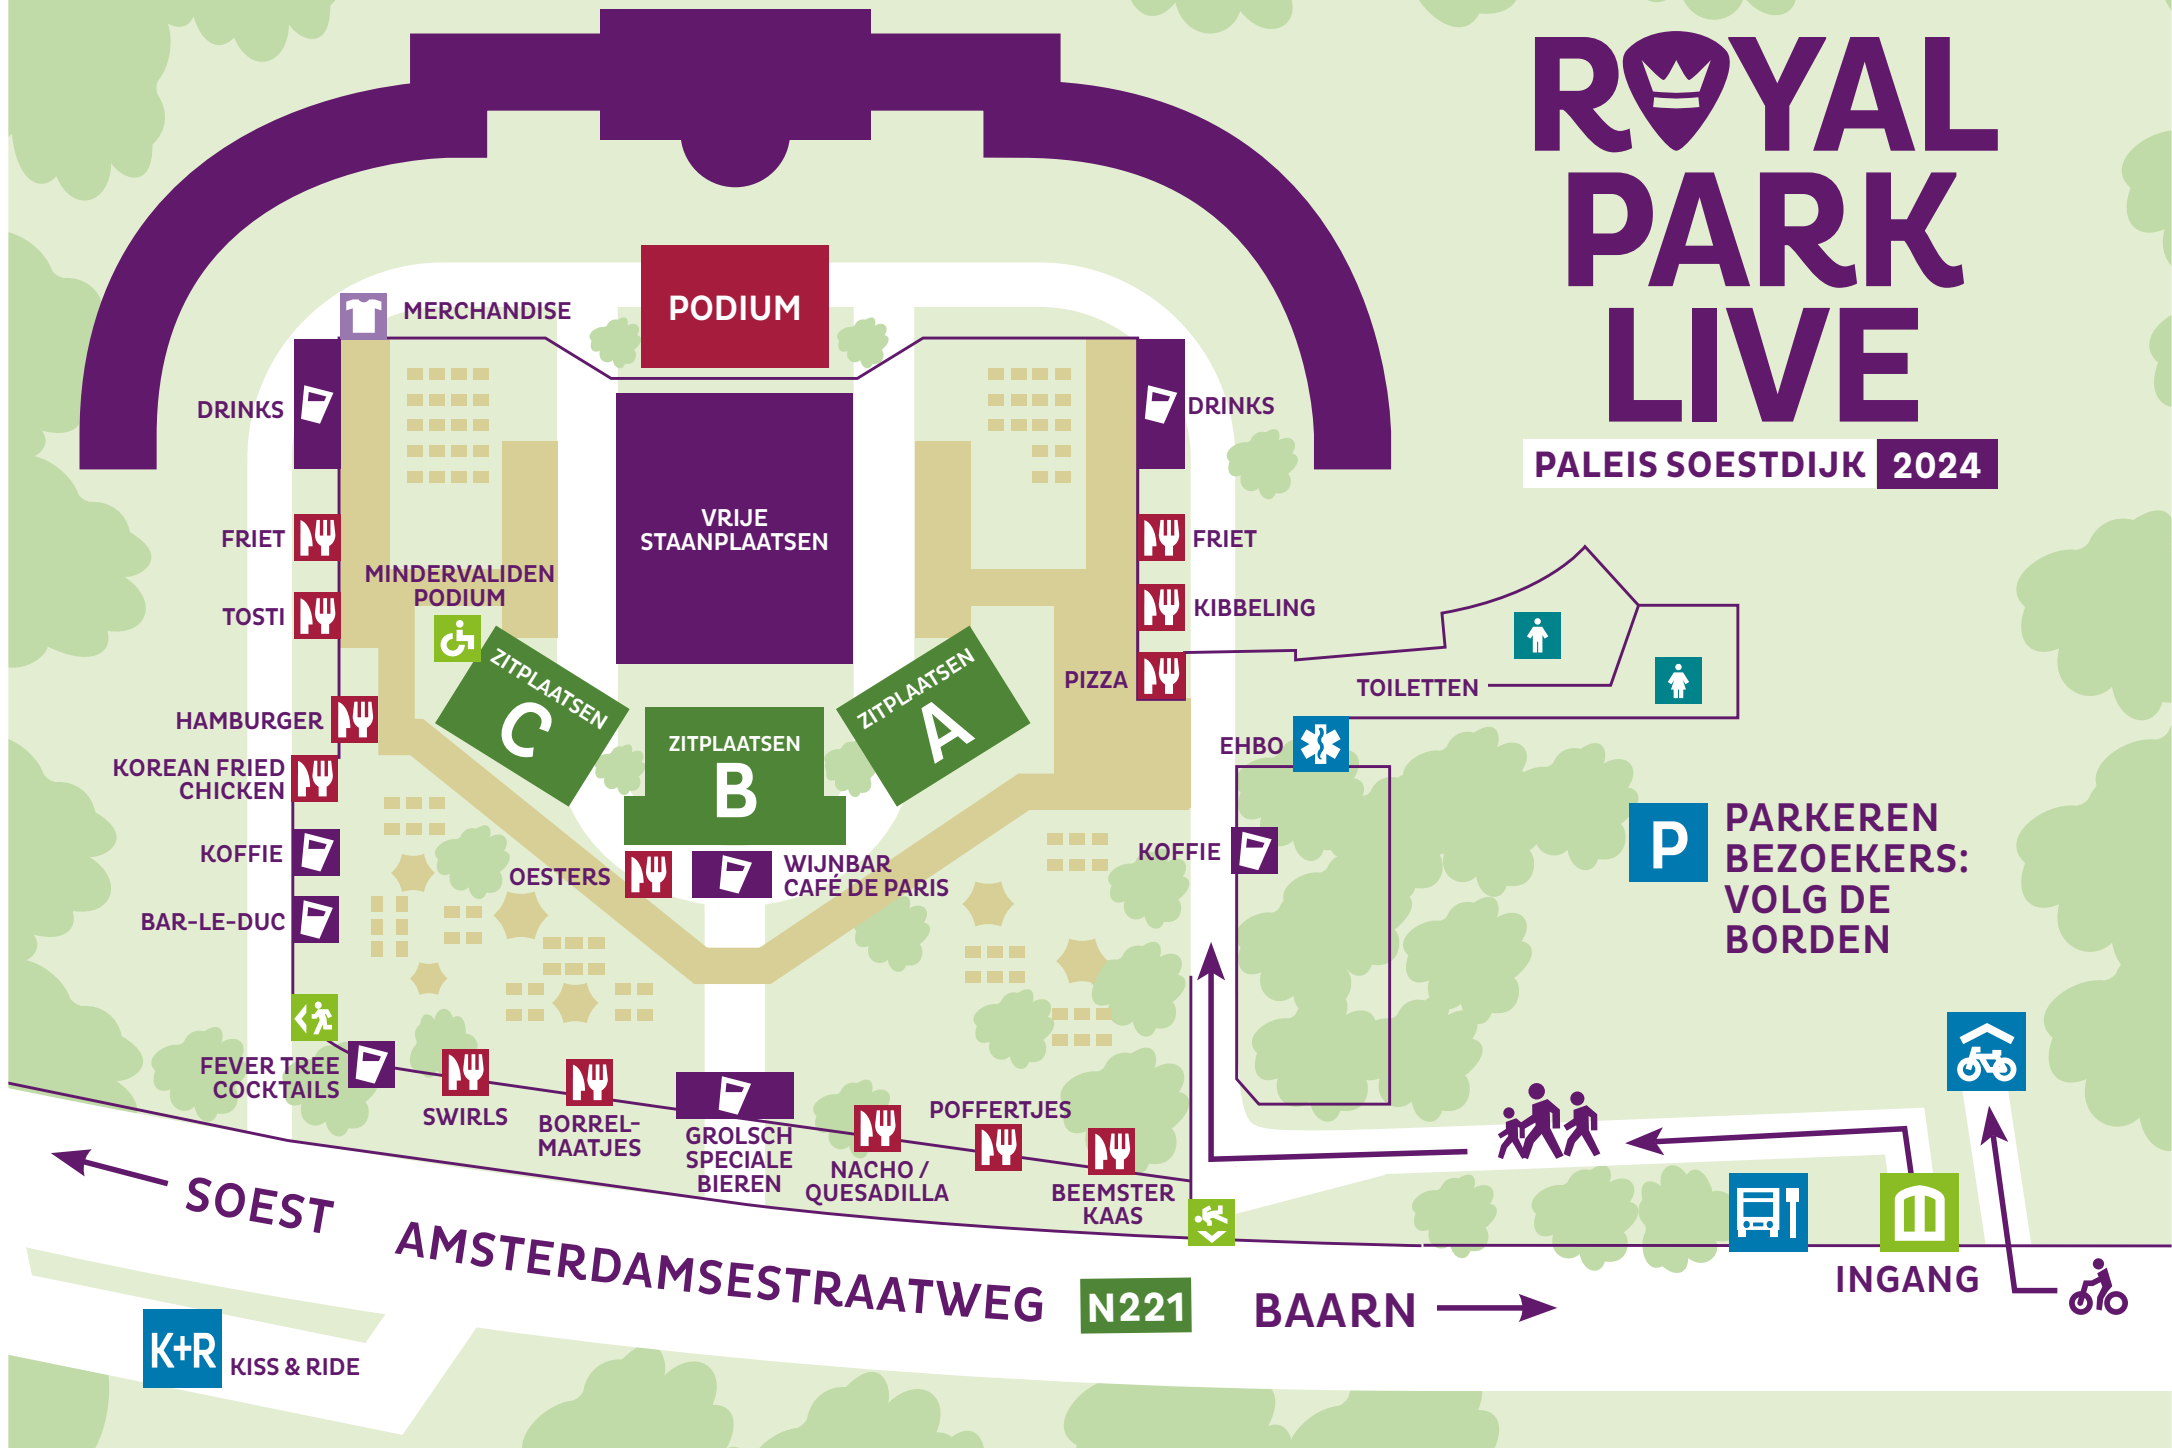 ROYAL
PARK
LIVE
PALEIS SOESTDIJK 2024
PODIUM
MERCHANDISE
DRINKS
DRINKS
VRIJE
STAANPLAATSEN
FRIET
FRIET
MINDERVALIDEN
PODIUM
TOSTI
KIBBELING
PIZZA
TOILETTEN
ZITPLAATSEN
C
ZITPLAATSEN
B
ZITPLAATSEN
A
HAMBURGER
KOREAN FRIED
CHICKEN
EHBO
KOFFIE
KOFFIE
P
PARKEREN
BEZOEKERS:
VOLG DE
BORDEN
OESTERS
WIJNBAR
CAFÉ DE PARIS
BAR-LE-DUC
FEVER TREE
COCKTAILS
SWIRLS
BORREL-
MAATJES
GROLSCH
SPECIALE
BIEREN
NACHO /
QUESADILLA
POFFERTJES
BEEMSTER
KAAS
SOEST
AMSTERDAMSESTRAATWEG
N221
BAARN
INGANG
K+R
KISS & RIDE